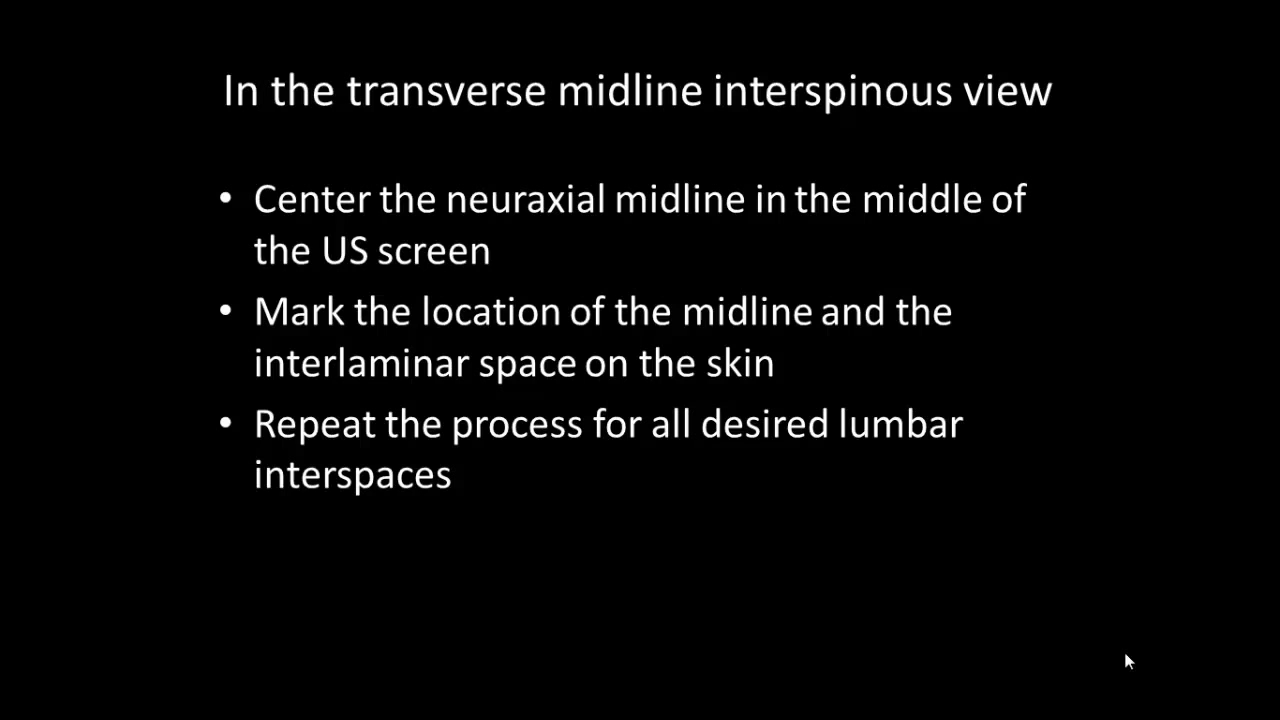 In the transverse midline interspinous view
• Center the neuraxial midline in the middle of
the US screen
• Mark the location of the midline and the
interlaminar space on the skin
• Repeat the process for all desired lumbar
interspaces